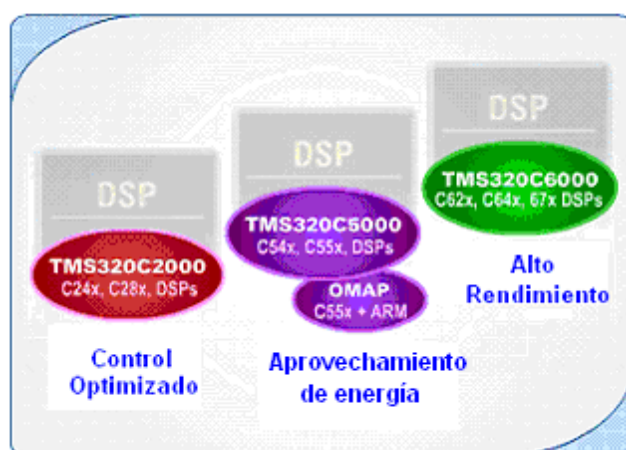 DSP
TMS320C2000
C24x, C28x, DSPs
Control
Optimizado
DSP
TMS320C5000
C54x, C55x, DSPs
OMAP
C55x + ARM
Aprovechamiento
de energía
DSP
TMS320C6000
C62x, C64x, 67x DSPs
Alto
Rendimiento